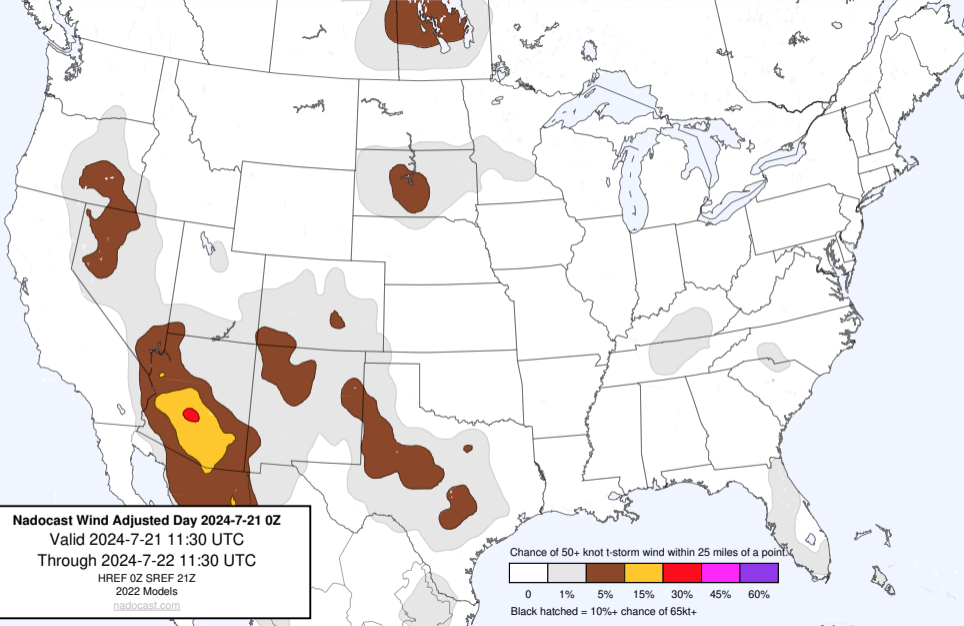 Nadocast Wind Adjusted Day 2024-7-21 0Z
Valid 2024-7-21 11:30 UTC
Through 2024-7-22 11:30 UTC
HREF 0Z SREF 21Z
2022 Models
nadocast.com
Chance of 50+ knot t-storm wind within 25 miles of a point.
0 1% 5% 15% 30% 45% 60%
Black hatched = 10%+ chance of 65kt+